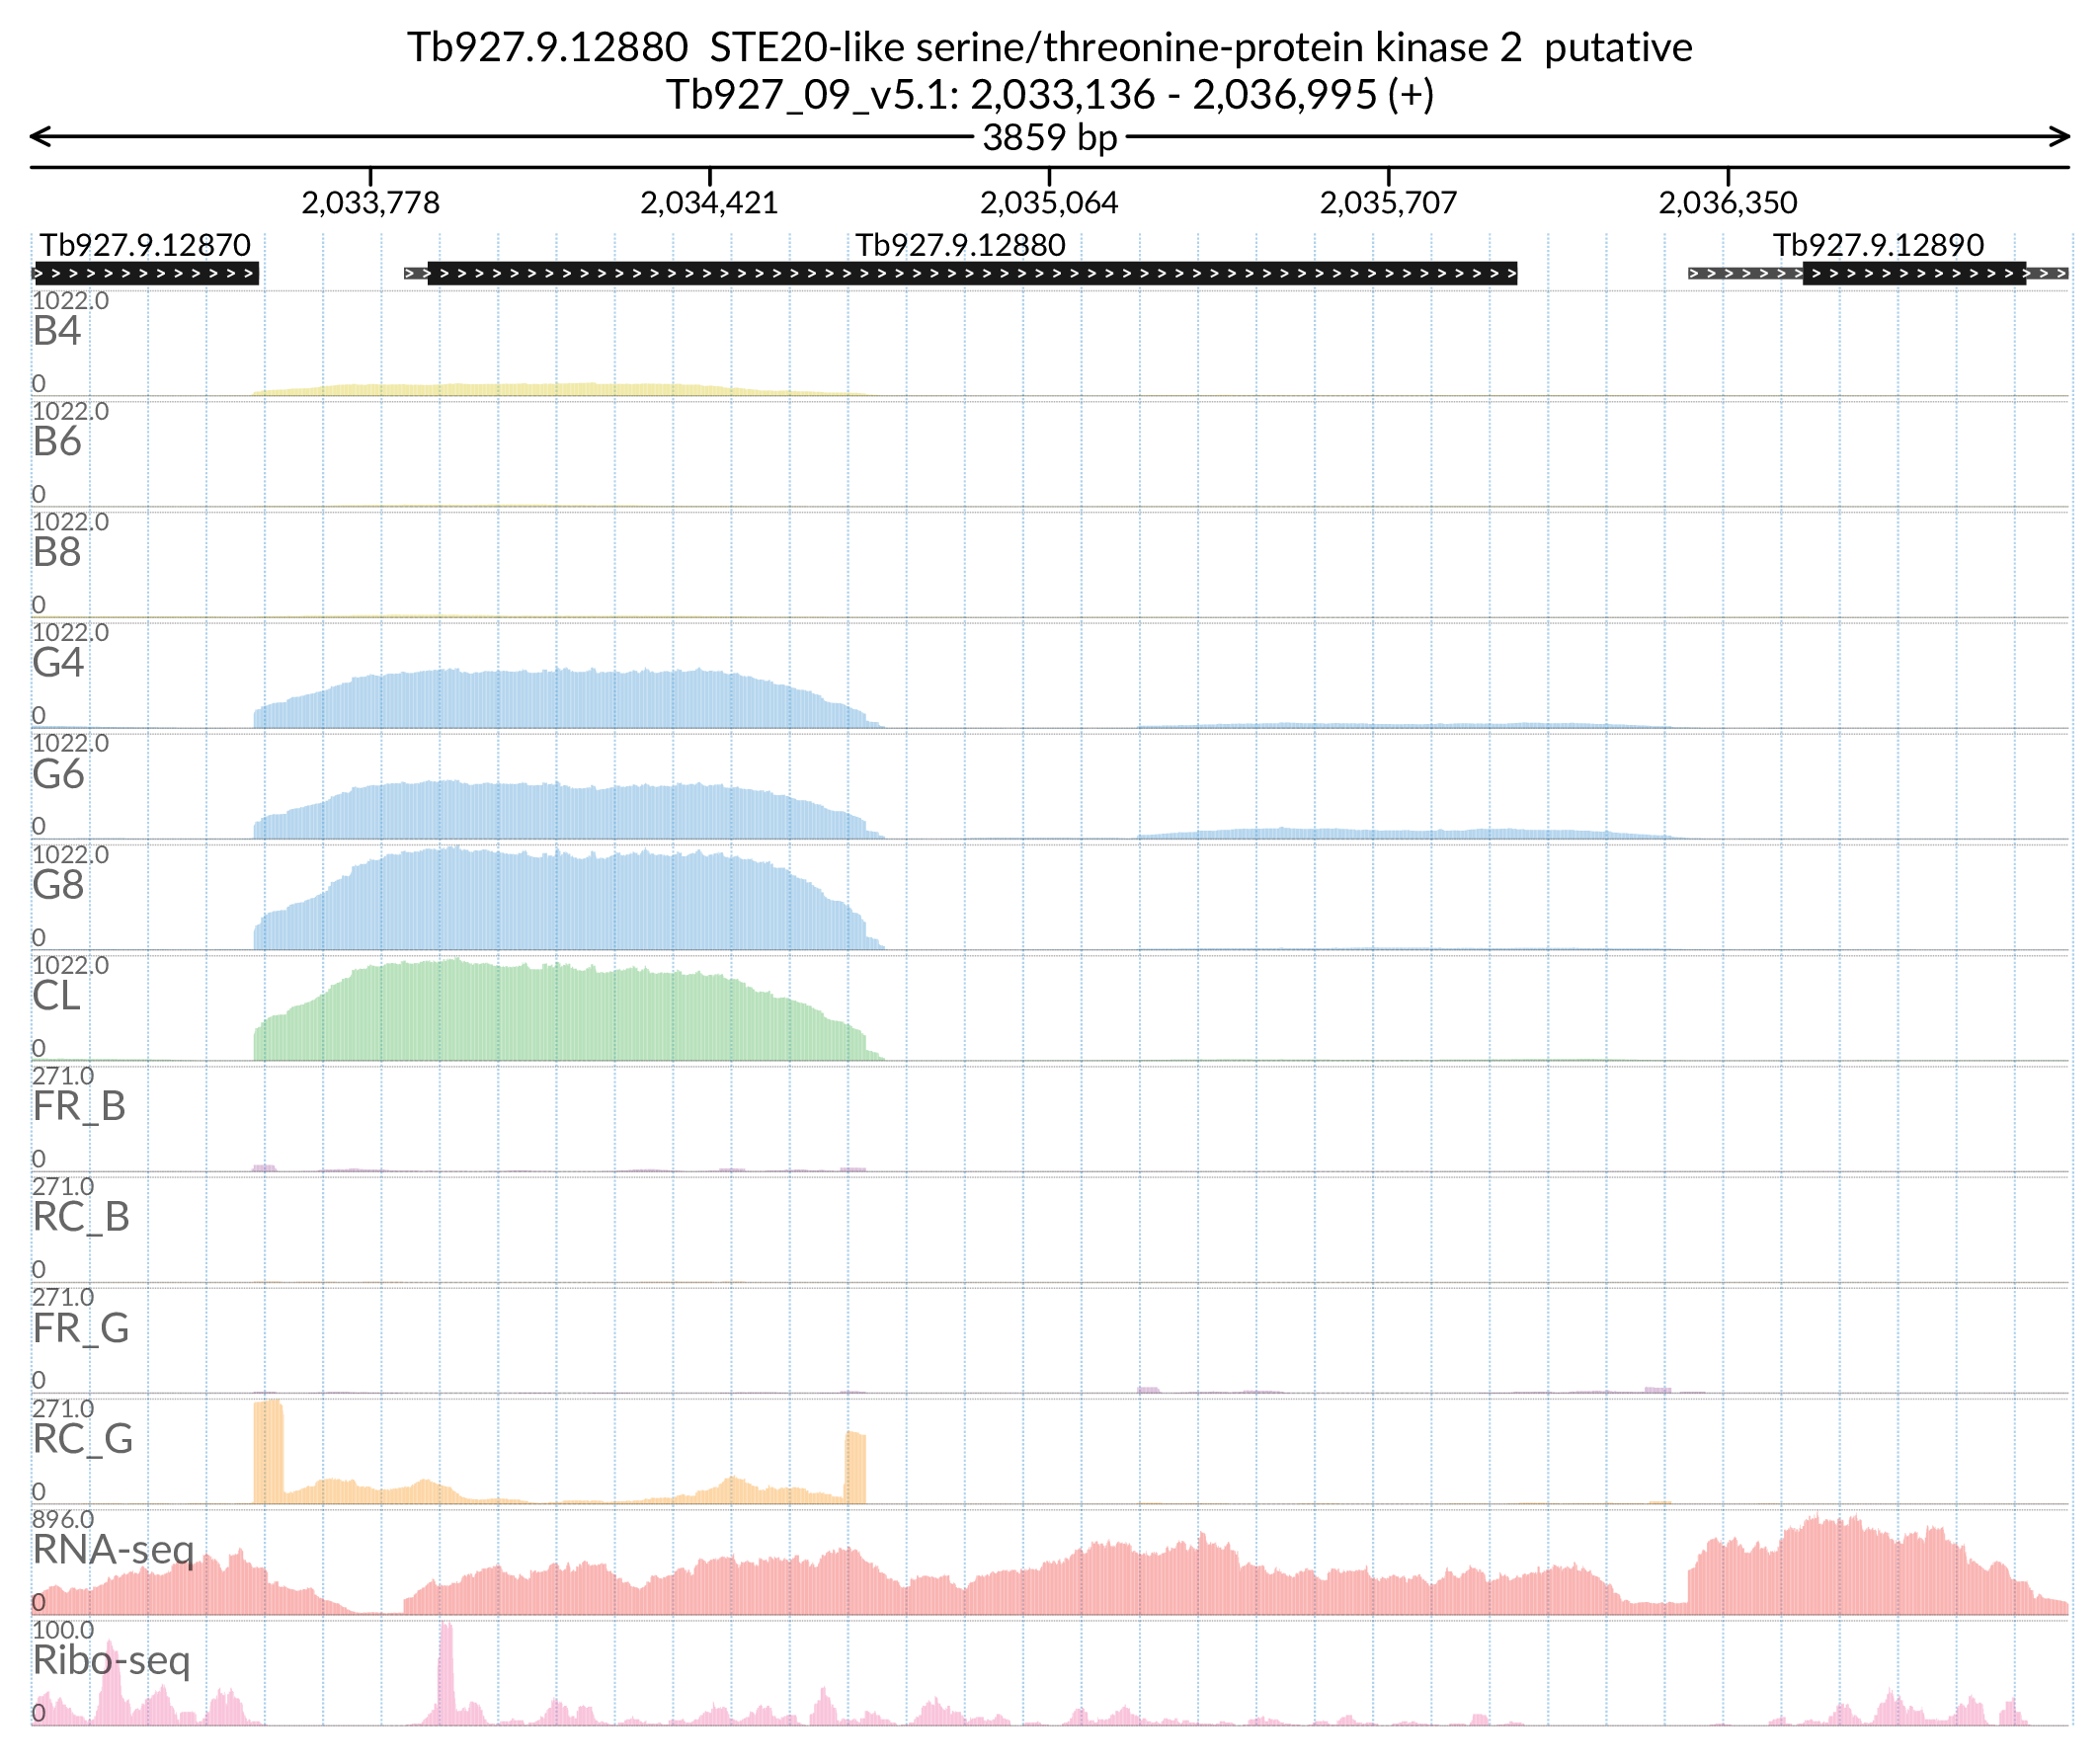 Tb927.9.12880  STE20-like serine/threonine-protein kinase 2  putative
Tb927_09_v5.1: 2,033,136 - 2,036,995 (+)
3859 bp
2,033,778 2,034,421 2,035,064 2,035,707 2,036,350
Tb927.9.12870 Tb927.9.12880 Tb927.9.12890
1022.0
B4
0
1022.0
B6
0
1022.0
B8
0
1022.0
G4
0
1022.0
G6
0
1022.0
G8
0
1022.0
CL
0
271.0
FR_B
0
271.0
RC_B
0
271.0
FR_G
0
271.0
RC_G
0
896.0
RNA-seq
0
100.0
Ribo-seq
0